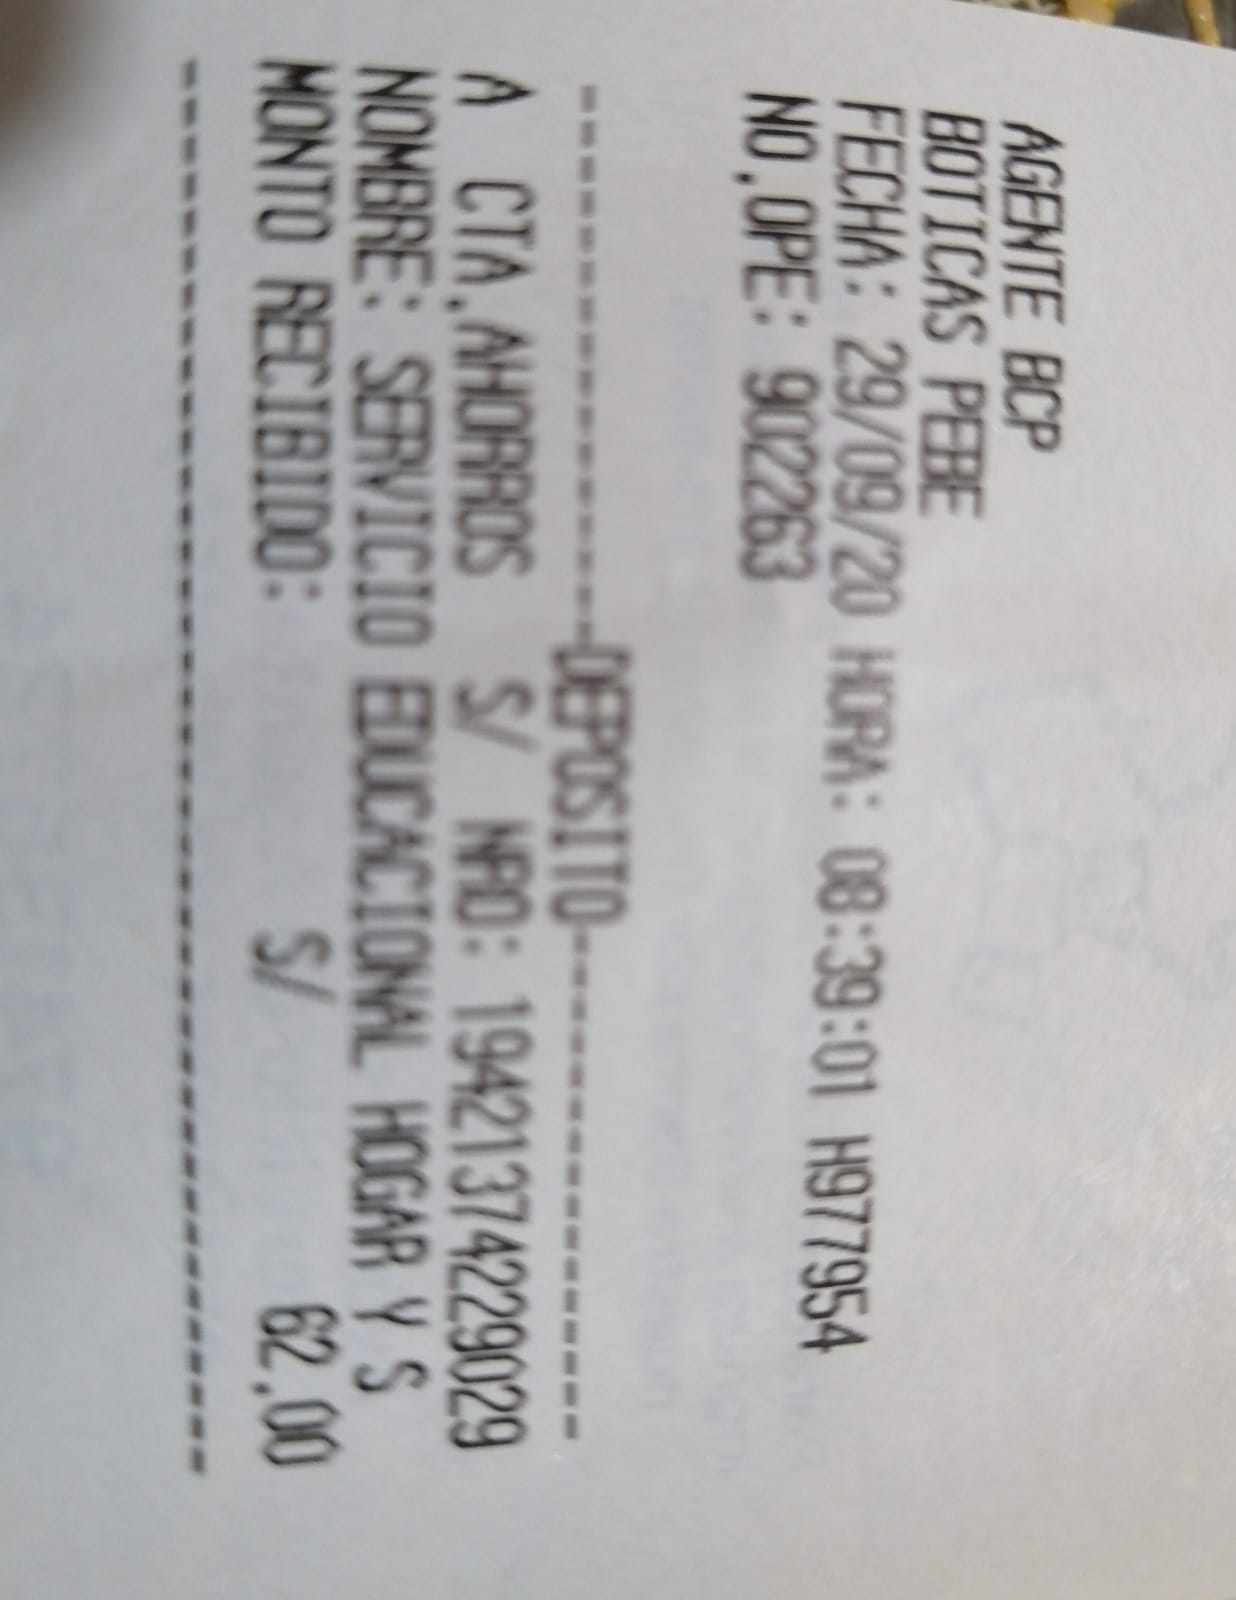 AGENTE BCP
BOTICAS PEBE
FECHA: 29/09/20 HORA: 08:39:01 H977954
NO.OPE: 902263
-------------------DEPOSITO-------------------
A CTA.AHORROS S/ NRO: 19421374229029
NOMBRE: SERVICIO EDUCACIONAL HOGAR Y S
MONTO RECIBIDO: S/ 62.00
------------------------------------------------